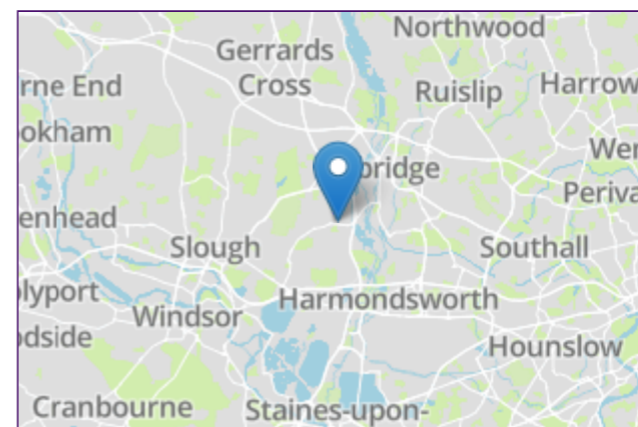 Northwood
Gerrards
Cross
rne End
Ruislip
Harrow
okham
Wer
bridge
Periva
enhead
Slough
Southall
lyport
Harmondsworth
Windsor
odside
Hounslow
Cranbourne
Staines-upon-